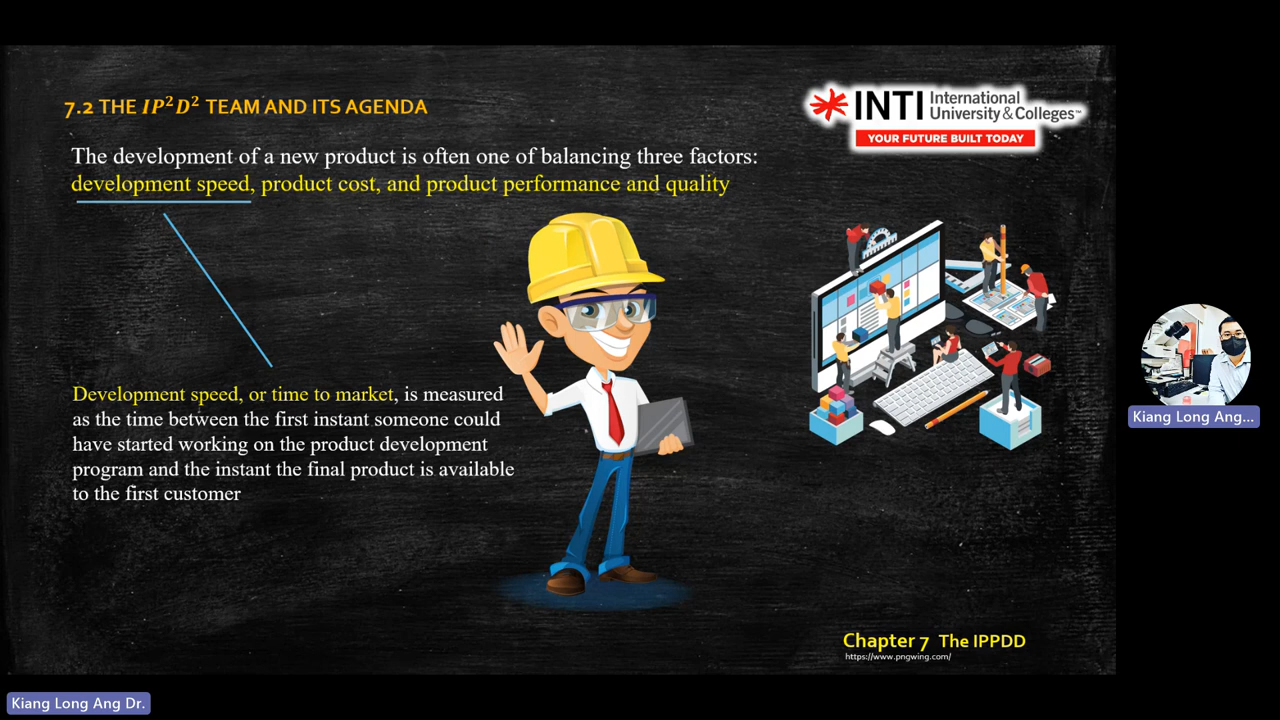 7.2 THE IP²D² TEAM AND ITS AGENDA
INTI International
University & Colleges™
YOUR FUTURE BUILT TODAY
The development of a new product is often one of balancing three factors:
development speed, product cost, and product performance and quality
Development speed, or time to market, is measured
as the time between the first instant someone could
have started working on the product development
program and the instant the final product is available
to the first customer
Kiang Long Ang...
Chapter 7 The IPPDD
https://www.pngwing.com/
Kiang Long Ang Dr.